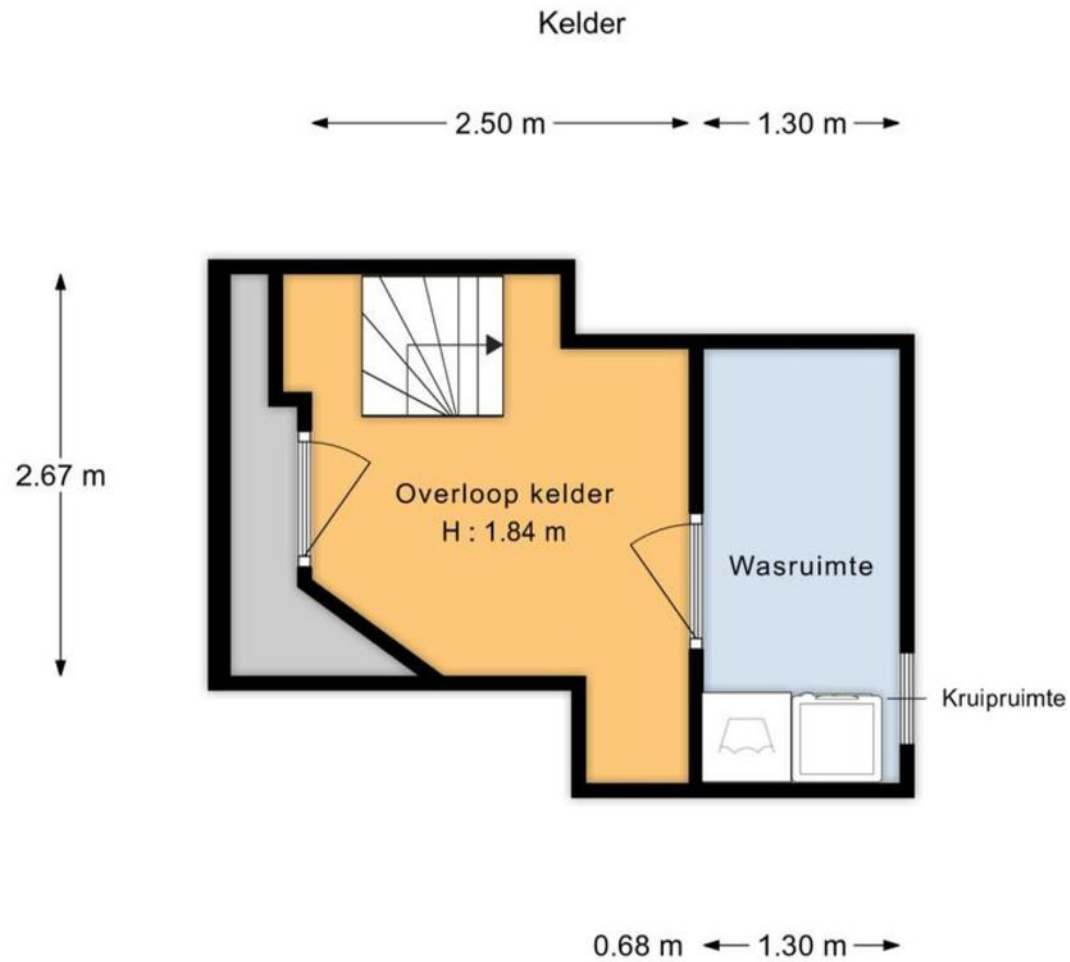 Kelder
2.50 m
1.30 m
2.67 m
Overloop kelder
H : 1.84 m
Wasruimte
Kruipruimte
0.68 m
1.30 m